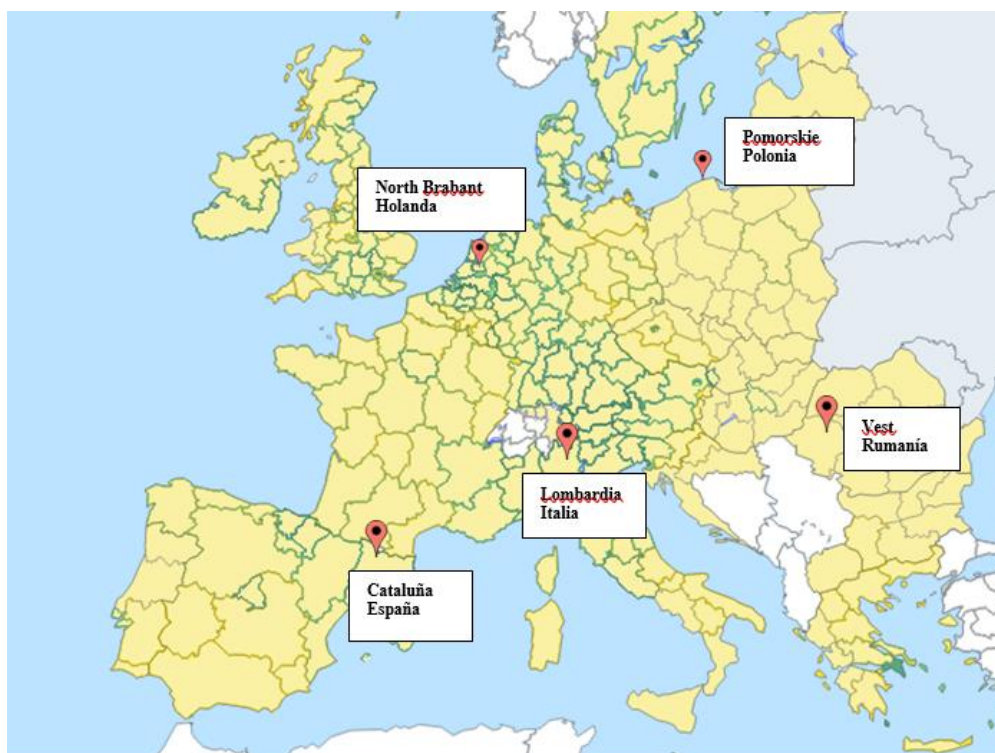 Pomorskie
Polonia
North Brabant
Holanda
Vest
Rumanía
Lombardia
Italia
Cataluña
España